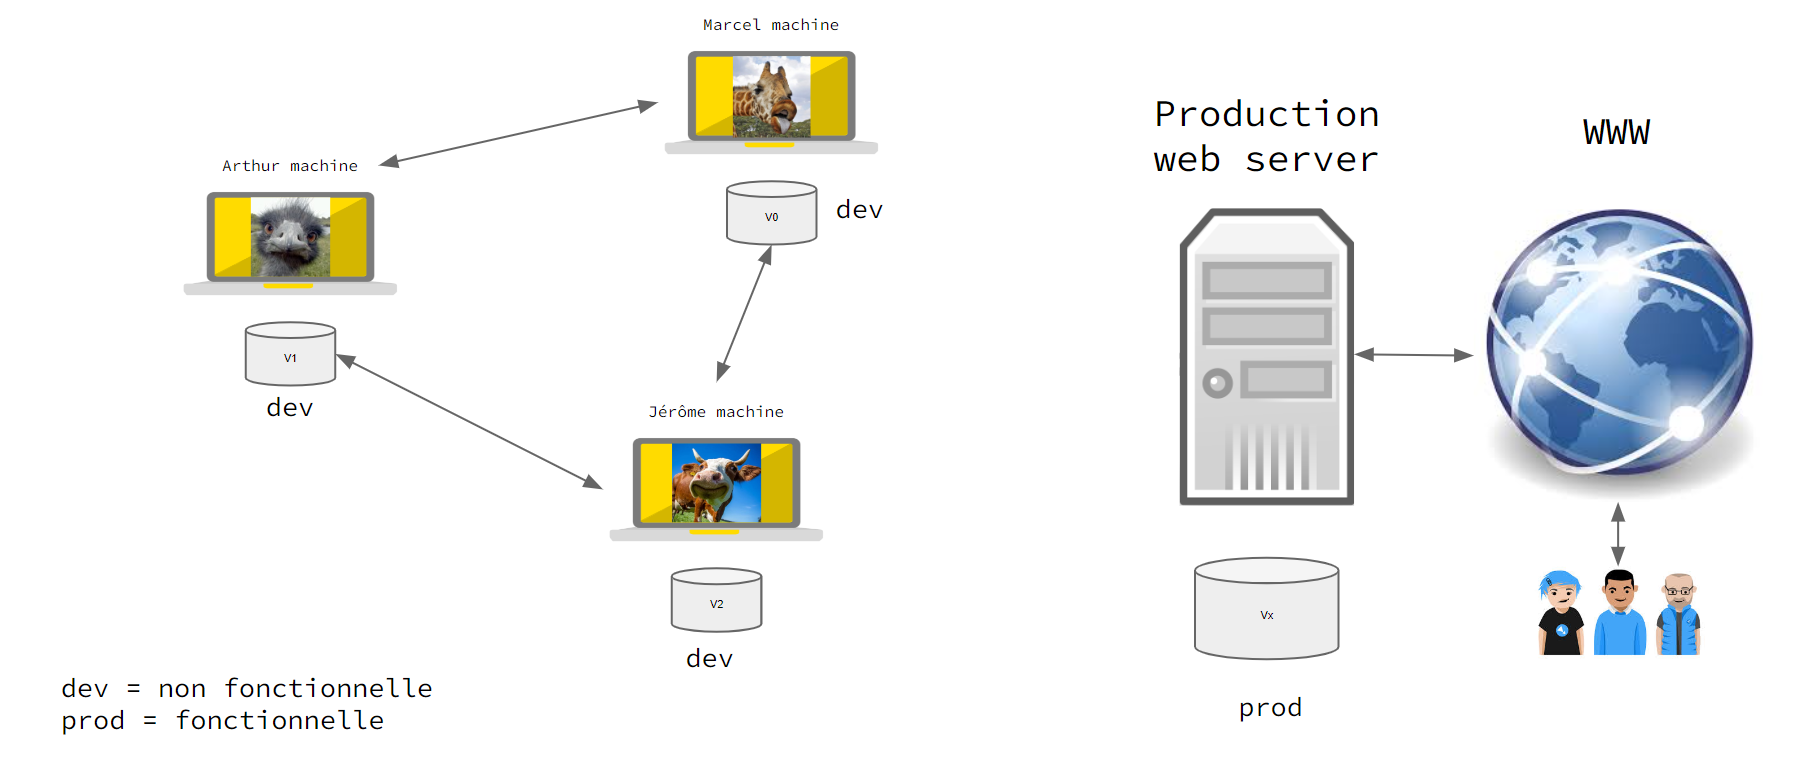 Marcel machine
Arthur machine
V0
dev
V1
dev
Jérôme machine
V2
dev
dev = non fonctionnelle
prod = fonctionnelle
Production
web server
WWW
Vx
prod